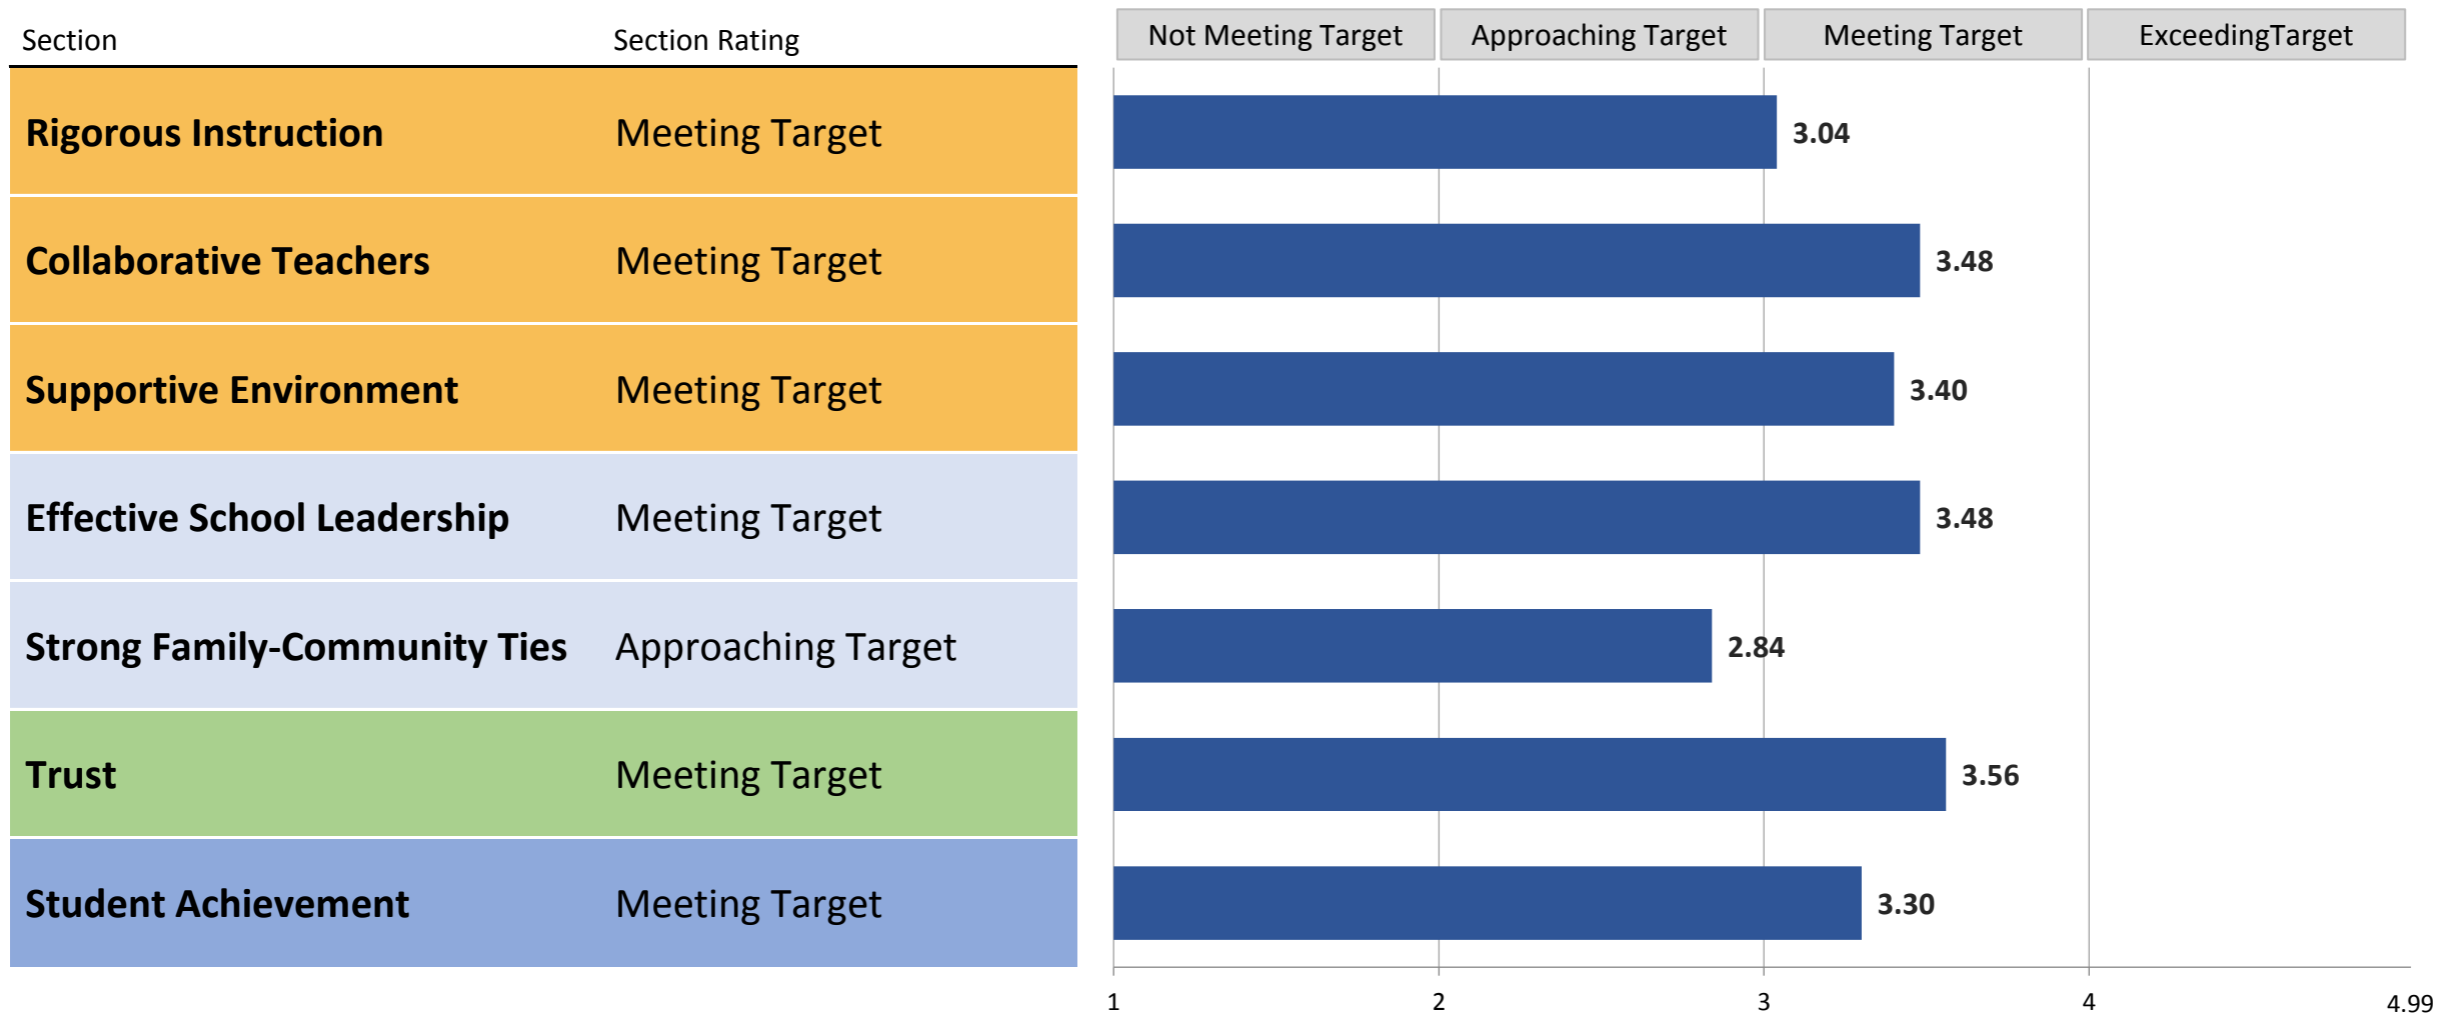 Section Section Rating Not Meeting Target Approaching Target Meeting Target ExceedingTarget
Rigorous Instruction Meeting Target 3.04
Collaborative Teachers Meeting Target 3.48
Supportive Environment Meeting Target 3.40
Effective School Leadership Meeting Target 3.48
Strong Family-Community Ties Approaching Target 2.84
Trust Meeting Target 3.56
Student Achievement Meeting Target 3.30
1 2 3 4 4.99